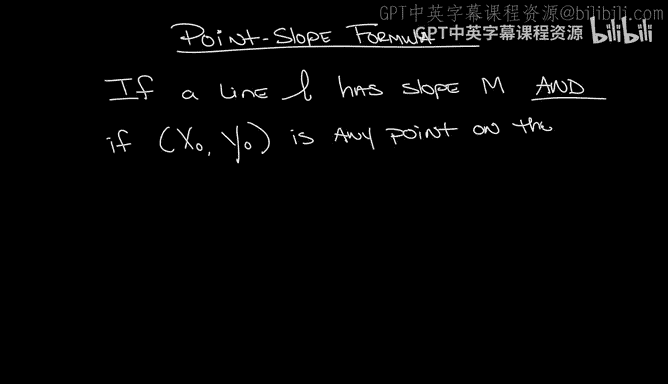 GPT中英字幕课程资源@bilibili.com
POINT-SLOPE FORMULA
GPT中英字幕课程资源 bilibili
If a LINE l has SLOPE M AND
if (X₀, Y₀) is ANY POINT ON the